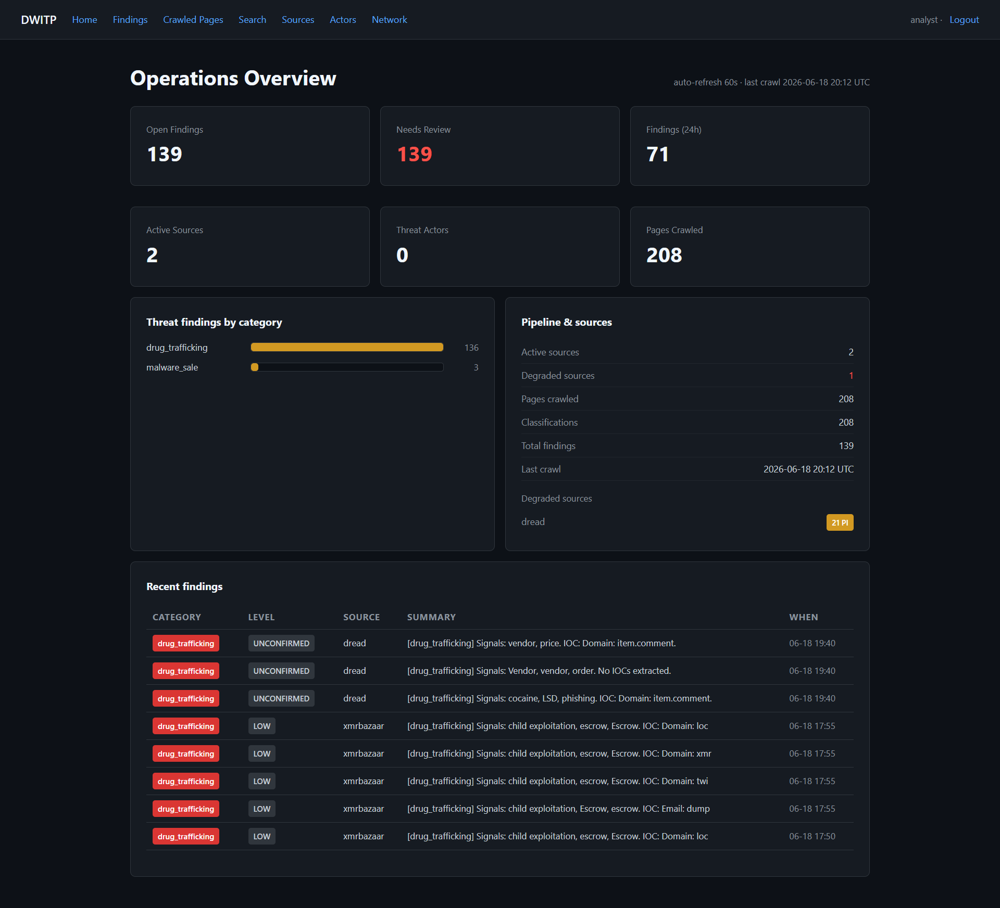 DWITP Home Findings Crawled Pages Search Sources Actors Network analyst · Logout
Operations Overview
auto-refresh 60s · last crawl 2026-06-18 20:12 UTC
Open Findings
139
Needs Review
139
Findings (24h)
71
Active Sources
2
Threat Actors
0
Pages Crawled
208
Threat findings by category
drug_trafficking 136
malware_sale 3
Pipeline & sources
Active sources 2
Degraded sources 1
Pages crawled 208
Classifications 208
Total findings 139
Last crawl 2026-06-18 20:12 UTC
Degraded sources
dread 21 PI
Recent findings
CATEGORY LEVEL SOURCE SUMMARY WHEN
drug_trafficking UNCONFIRMED dread [drug_trafficking] Signals: vendor, price. IOC: Domain: item.comment. 06-18 19:40
drug_trafficking UNCONFIRMED dread [drug_trafficking] Signals: Vendor, vendor, order. No IOCs extracted. 06-18 19:40
drug_trafficking UNCONFIRMED dread [drug_trafficking] Signals: cocaine, LSD, phishing. IOC: Domain: item.comment. 06-18 19:40
drug_trafficking LOW xmrbazaar [drug_trafficking] Signals: child exploitation, escrow, Escrow. IOC: Domain: loc 06-18 17:55
drug_trafficking LOW xmrbazaar [drug_trafficking] Signals: child exploitation, escrow, Escrow. IOC: Domain: xmr 06-18 17:55
drug_trafficking LOW xmrbazaar [drug_trafficking] Signals: child exploitation, escrow, Escrow. IOC: Domain: twi 06-18 17:55
drug_trafficking LOW xmrbazaar [drug_trafficking] Signals: child exploitation, Escrow, escrow. IOC: Email: dump 06-18 17:55
drug_trafficking LOW xmrbazaar [drug_trafficking] Signals: child exploitation, escrow, Escrow. IOC: Domain: loc 06-18 17:50